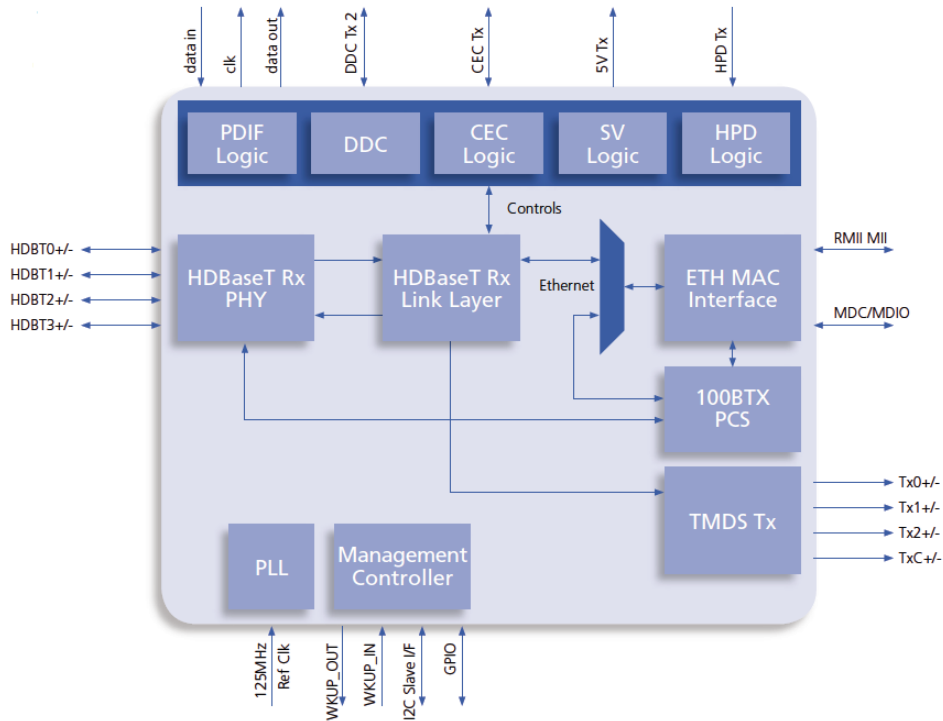 data in
clk
data out
DDC Tx 2
CEC Tx
5V Tx
HPD Tx
PDIF
Logic
DDC
CEC
Logic
SV
Logic
HPD
Logic
Controls
HDBT0+/-
HDBT1+/-
HDBT2+/-
HDBT3+/-
HDBaseT Rx
PHY
HDBaseT Rx
Link Layer
Ethernet
ETH MAC
Interface
RMII MII
MDC/MDIO
100BTX
PCS
TMDS Tx
Tx0+/-
Tx1+/-
Tx2+/-
TxC+/-
PLL
Management
Controller
125MHz
Ref Clk
WKUP_OUT
WKUP_IN
I2C Slave I/F
GPIO